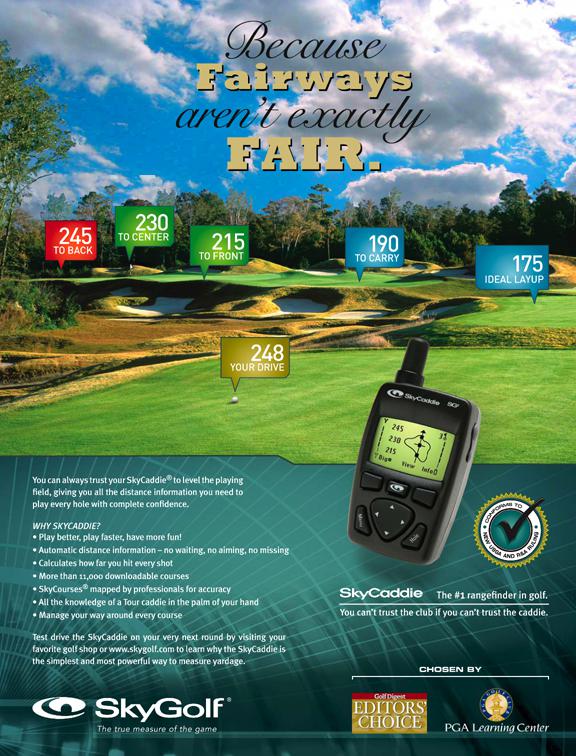 Because
Fairways
aren't exactly
FAIR.
245
TO BACK
230
TO CENTER
215
TO FRONT
190
TO CARRY
175
IDEAL LAYUP
248
YOUR DRIVE
SkyCaddie SG5
245
230
215
Big
View
Info
Hole
You can always trust your SkyCaddie® to level the playing
field, giving you all the distance information you need to
play every hole with complete confidence.
WHY SKYCADDIE?
• Play better, play faster, have more fun!
• Automatic distance information – no waiting, no aiming, no missing
• Calculates how far you hit every shot
• More than 11,000 downloadable courses
• SkyCourses® mapped by professionals for accuracy
• All the knowledge of a Tour caddie in the palm of your hand
• Manage your way around every course
Test drive the SkyCaddie on your very next round by visiting your
favorite golf shop or www.skygolf.com to learn why the SkyCaddie is
the simplest and most powerful way to measure yardage.
CONFORMS TO
NEW USGA AND R&A RULING
SkyCaddie The #1 rangefinder in golf.
You can't trust the club if you can't trust the caddie.
CHOSEN BY
SkyGolf®
The true measure of the game
Golf Digest
EDITORS'
CHOICE
PGA Learning Center